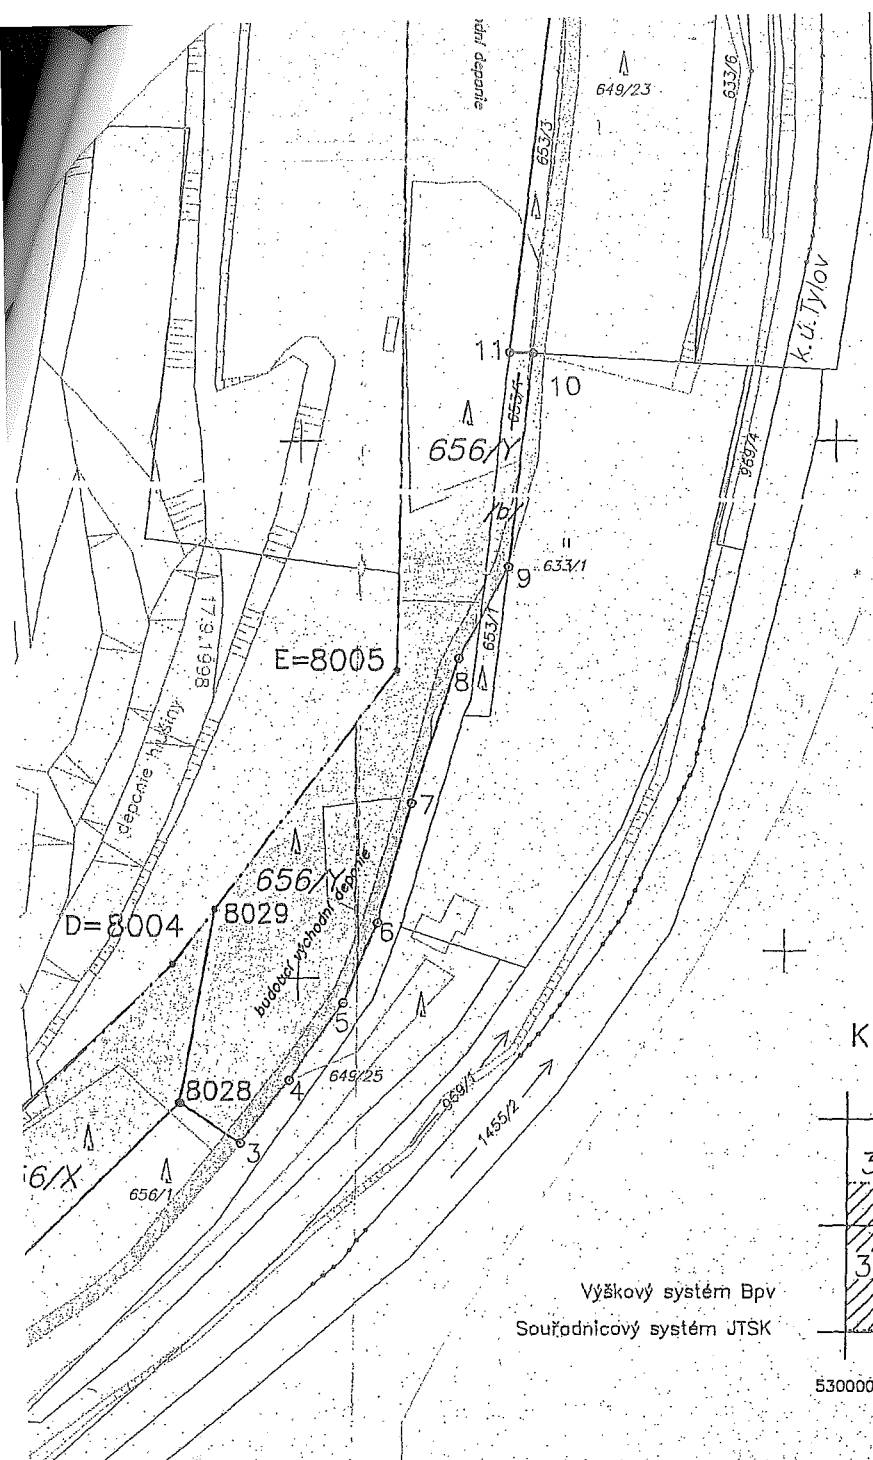 649/23
633/6
653/3
k.ú.Tylov
11
10
653/1
656/Y
969/4
/b/
"
633/1
9
653/1
17.9.1998
E=8005
8
deponie hlušiny
7
656/Y
budoucí východní deponie
D=8004
8029
6
5
K
649/25
4
8028
969/1
3
1455/2
656/1
Výškový systém Bpv
Souřadnicový systém JTSK
530000